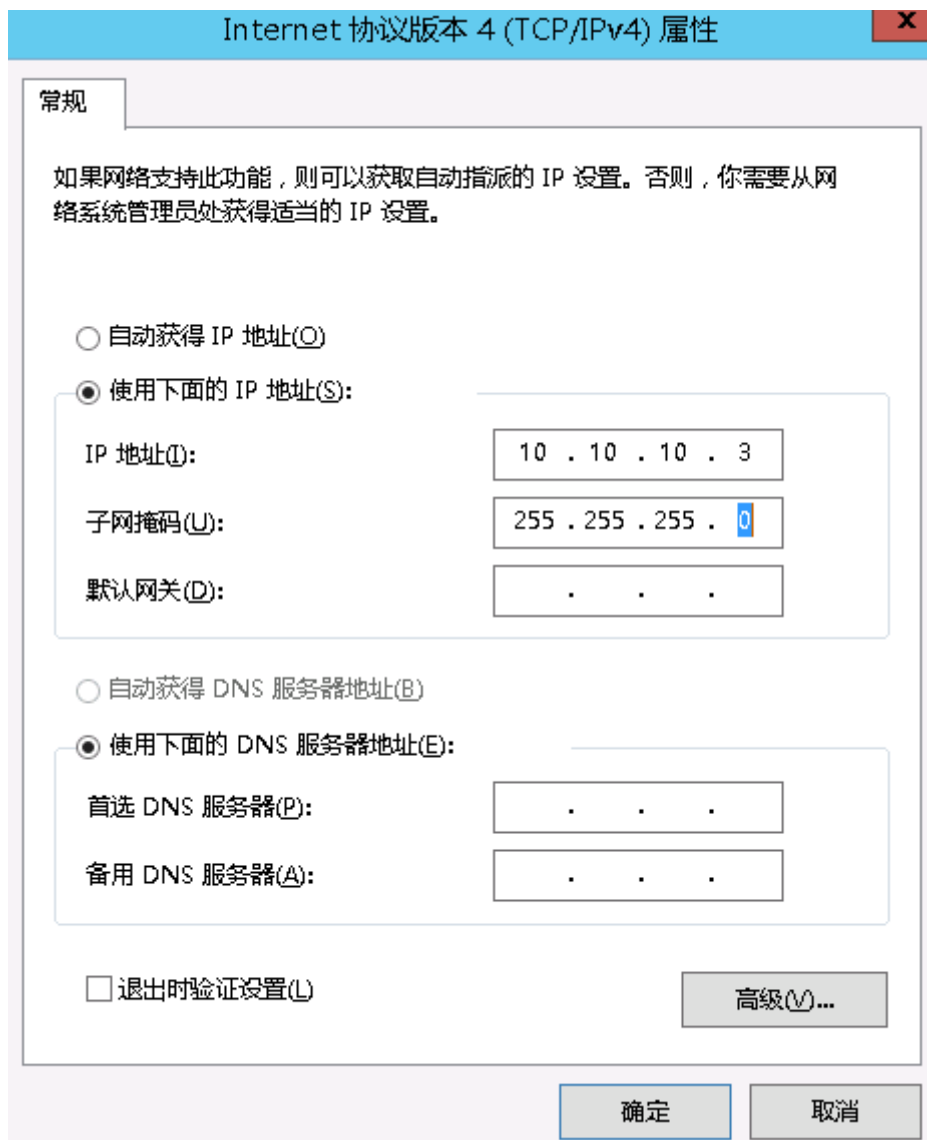 Internet 协议版本 4 (TCP/IPv4) 属性
x
常规
如果网络支持此功能，则可以获取自动指派的 IP 设置。否则，你需要从网
络系统管理员处获得适当的 IP 设置。
自动获得 IP 地址(O)
使用下面的 IP 地址(S):
IP 地址(I):
10 . 10 . 10 . 3
子网掩码(U):
255 . 255 . 255 . 0
默认网关(D):
. . .
自动获得 DNS 服务器地址(B)
使用下面的 DNS 服务器地址(E):
首选 DNS 服务器(P):
. . .
备用 DNS 服务器(A):
. . .
退出时验证设置(L)
高级(V)...
确定
取消